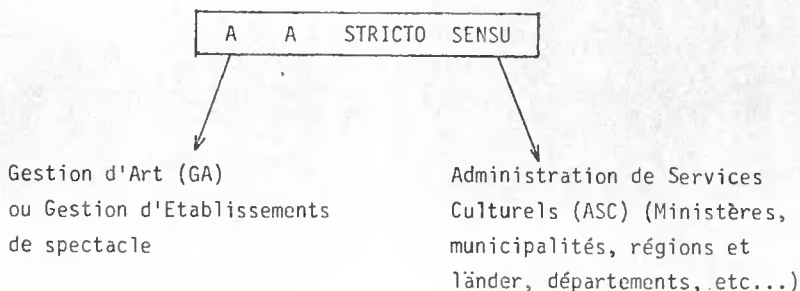 A A STRICTO SENSU
Gestion d'Art (GA)
ou Gestion d'Etablissements
de spectacle
Administration de Services
Culturels (ASC) (Ministères,
municipalités, régions et
länder, départements, etc...)